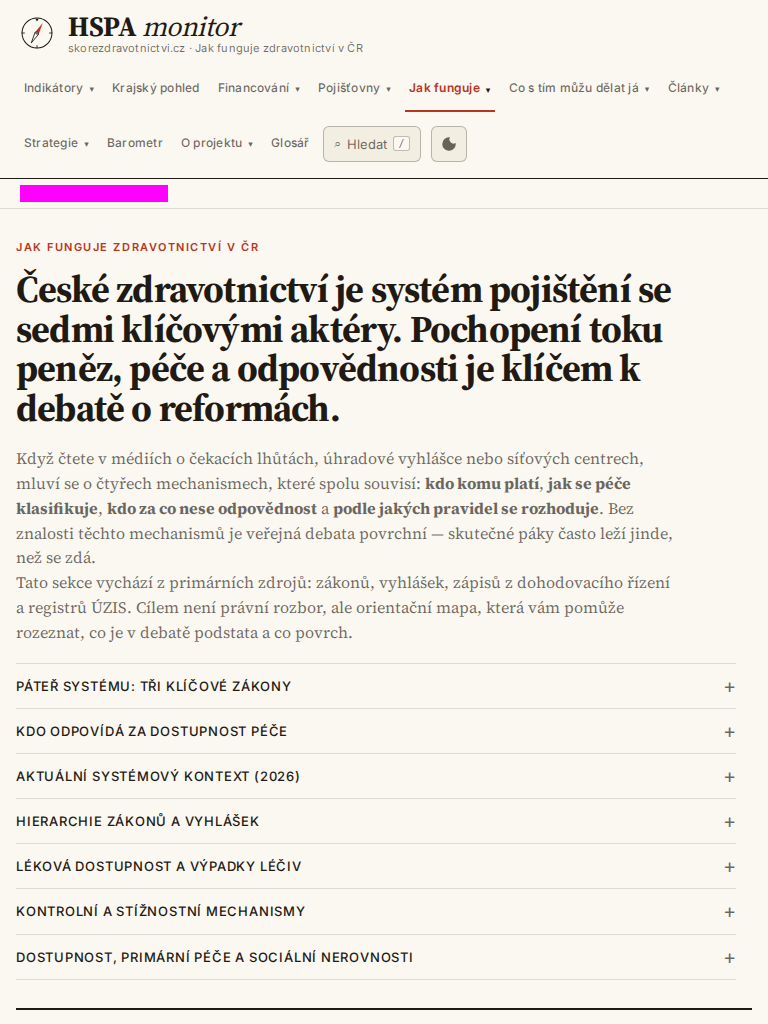 HSPA monitor
skorezdravotnictvi.cz · Jak funguje zdravotnictví v ČR
Indikátory ▾ Krajský pohled Financování ▾ Pojišťovny ▾ Jak funguje ▾ Co s tím můžu dělat já ▾ Články ▾
Strategie ▾ Barometr O projektu ▾ Glosář Hledat /
JAK FUNGUJE ZDRAVOTNICTVÍ V ČR
České zdravotnictví je systém pojištění se
sedmi klíčovými aktéry. Pochopení toku
peněz, péče a odpovědnosti je klíčem k
debatě o reformách.
Když čtete v médiích o čekacích lhůtách, úhradové vyhlášce nebo síťových centrech,
mluví se o čtyřech mechanismech, které spolu souvisí: kdo komu platí, jak se péče
klasifikuje, kdo za co nese odpovědnost a podle jakých pravidel se rozhoduje. Bez
znalosti těchto mechanismů je veřejná debata povrchní — skutečné páky často leží jinde,
než se zdá.
Tato sekce vychází z primárních zdrojů: zákonů, vyhlášek, zápisů z dohodovacího řízení
a registrů ÚZIS. Cílem není právní rozbor, ale orientační mapa, která vám pomůže
rozeznat, co je v debatě podstata a co povrch.
PÁTEŘ SYSTÉMU: TŘI KLÍČOVÉ ZÁKONY +
KDO ODPOVÍDÁ ZA DOSTUPNOST PÉČE +
AKTUÁLNÍ SYSTÉMOVÝ KONTEXT (2026) +
HIERARCHIE ZÁKONŮ A VYHLÁŠEK +
LÉKOVÁ DOSTUPNOST A VÝPADKY LÉČIV +
KONTROLNÍ A STÍŽNOSTNÍ MECHANISMY +
DOSTUPNOST, PRIMÁRNÍ PÉČE A SOCIÁLNÍ NEROVNOSTI +